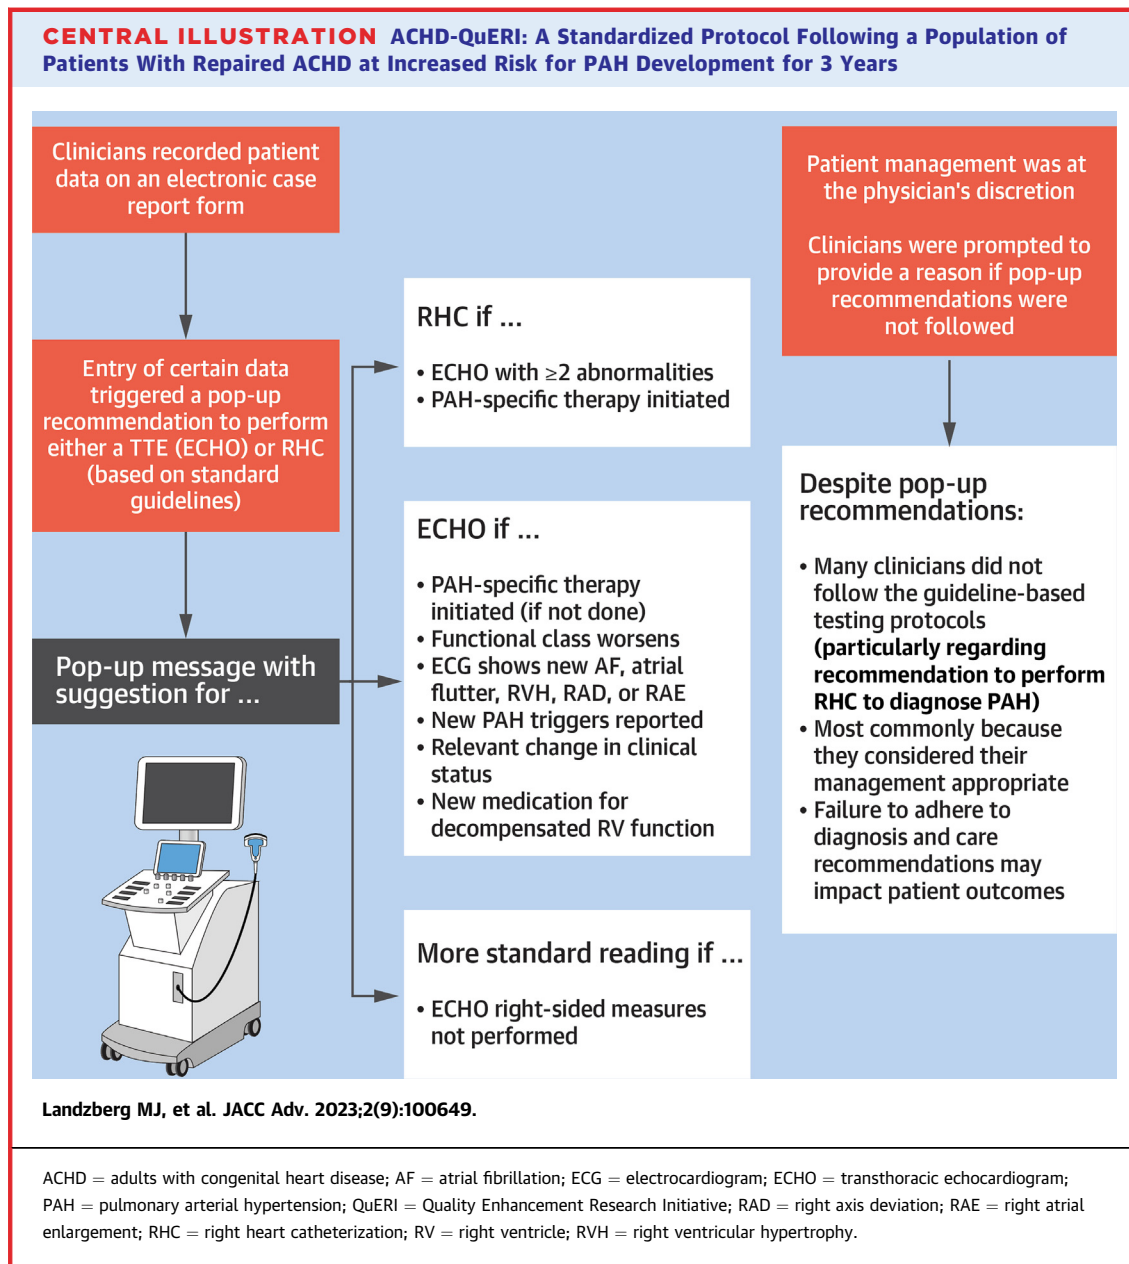 CENTRAL ILLUSTRATION ACHD-QuERI: A Standardized Protocol Following a Population of
Patients With Repaired ACHD at Increased Risk for PAH Development for 3 Years
Clinicians recorded patient
data on an electronic case
report form
Entry of certain data
triggered a pop-up
recommendation to perform
either a TTE (ECHO) or RHC
(based on standard
guidelines)
Pop-up message with
suggestion for ...
RHC if ...
• ECHO with ≥2 abnormalities
• PAH-specific therapy initiated
ECHO if ...
• PAH-specific therapy
initiated (if not done)
• Functional class worsens
• ECG shows new AF, atrial
flutter, RVH, RAD, or RAE
• New PAH triggers reported
• Relevant change in clinical
status
• New medication for
decompensated RV function
More standard reading if ...
• ECHO right-sided measures
not performed
Patient management was at
the physician's discretion
Clinicians were prompted to
provide a reason if pop-up
recommendations were
not followed
Despite pop-up
recommendations:
• Many clinicians did not
follow the guideline-based
testing protocols
(particularly regarding
recommendation to perform
RHC to diagnose PAH)
• Most commonly because
they considered their
management appropriate
• Failure to adhere to
diagnosis and care
recommendations may
impact patient outcomes
Landzberg MJ, et al. JACC Adv. 2023;2(9):100649.
ACHD = adults with congenital heart disease; AF = atrial fibrillation; ECG = electrocardiogram; ECHO = transthoracic echocardiogram;
PAH = pulmonary arterial hypertension; QuERI = Quality Enhancement Research Initiative; RAD = right axis deviation; RAE = right atrial
enlargement; RHC = right heart catheterization; RV = right ventricle; RVH = right ventricular hypertrophy.